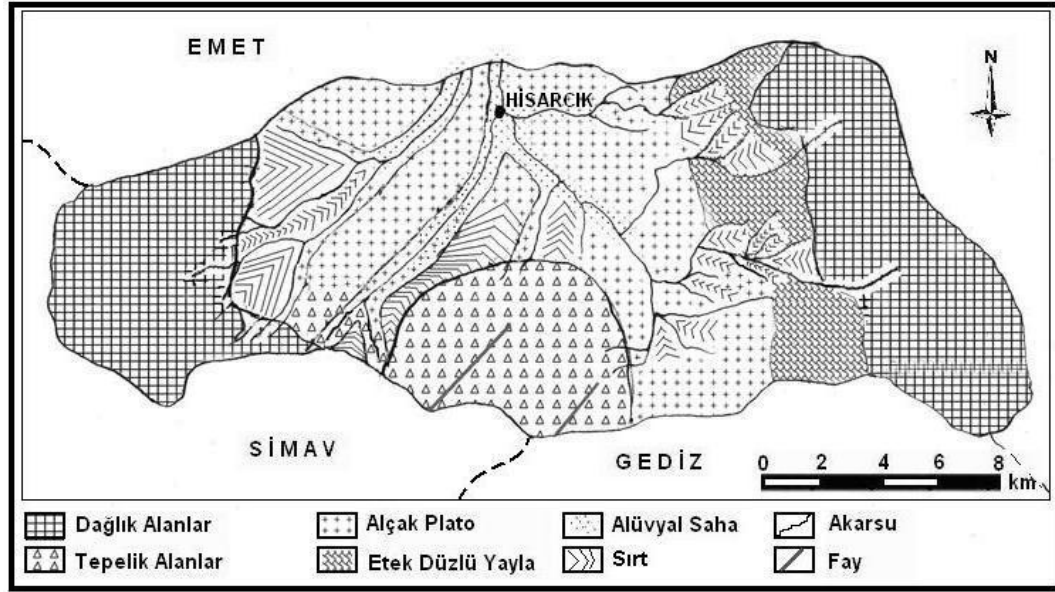 EMET
N
HİSARCIK
SİMAV
GEDİZ
0 2 4 6 8
km
Dağlık Alanlar
Alçak Plato
Alüvyal Saha
Akarsu
Tepelik Alanlar
Etek Düzlü Yayla
Sırt
Fay